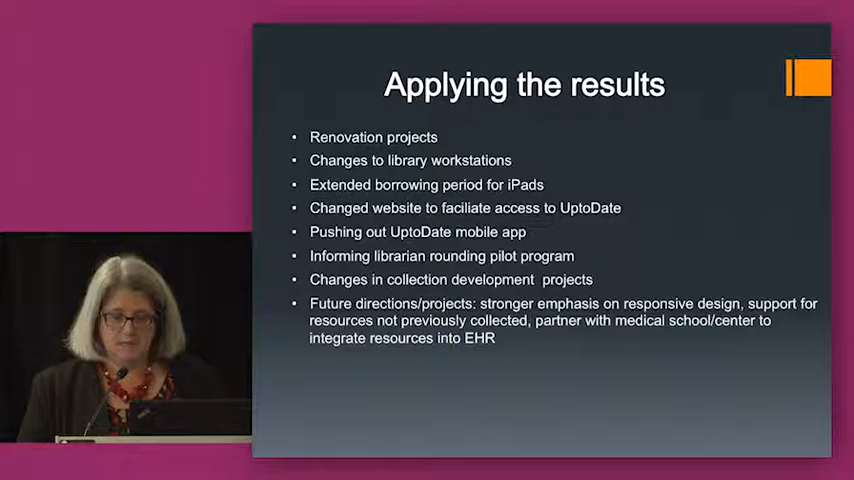 Applying the results
• Renovation projects
• Changes to library workstations
• Extended borrowing period for iPads
• Changed website to faciliate access to UptoDate
• Pushing out UptoDate mobile app
• Informing librarian rounding pilot program
• Changes in collection development projects
• Future directions/projects: stronger emphasis on responsive design, support for
resources not previously collected, partner with medical school/center to
integrate resources into EHR